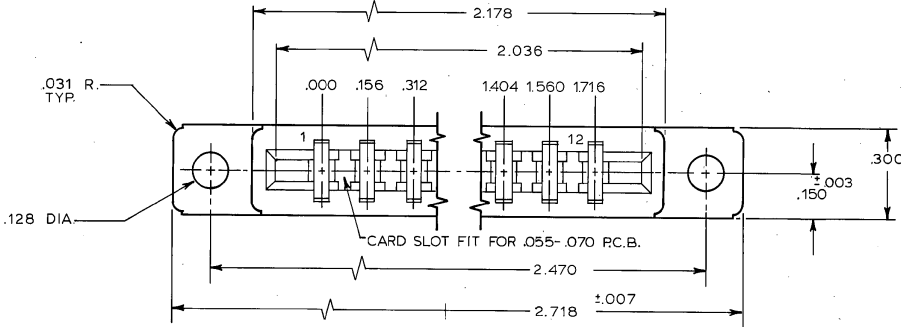 2.178
2.036
.031 R.
TYP.
.000 .156 .312 1.404 1.560 1.716
1 12
.300
±.003
.150
.128 DIA.
CARD SLOT FIT FOR .055-.070 P.C.B.
2.470
±.007
2.718